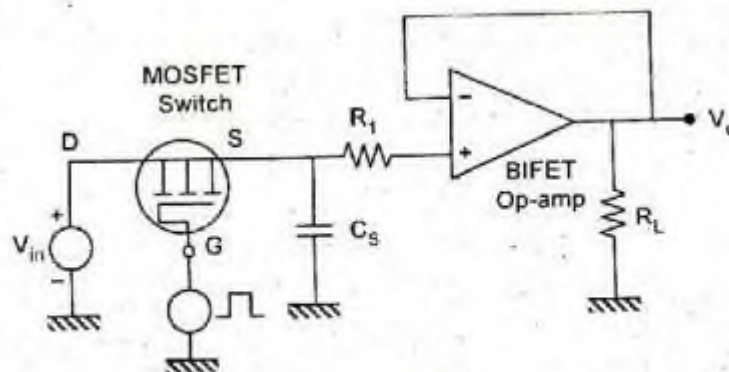 MOSFET
Switch
D
S
R1
−
+
V
BIFET
Op-amp
+
Vin
−
G
CS
RL